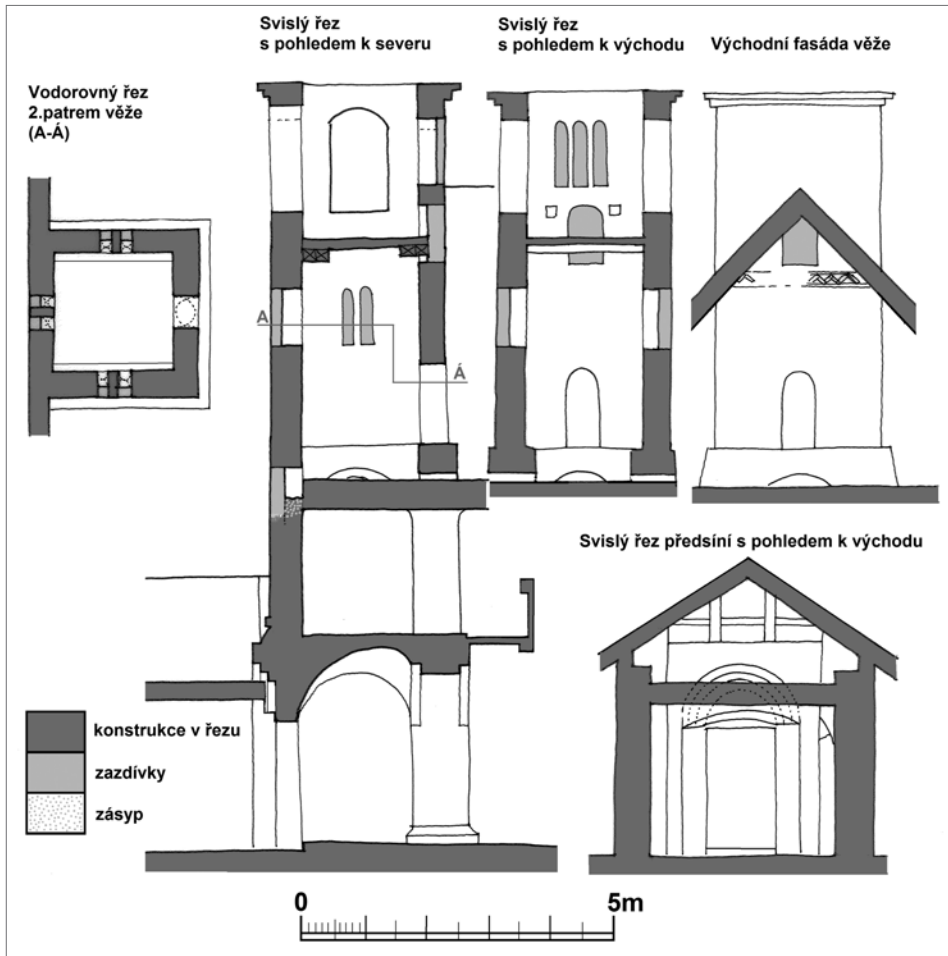 Svislý řez
s pohledem k severu
Svislý řez
s pohledem k východu
Východní fasáda věže
Vodorovný řez
2.patrem věže
(A-Á)
A
Á
Svislý řez předsíní s pohledem k východu
konstrukce v řezu
zazdívky
zásyp
0
5m